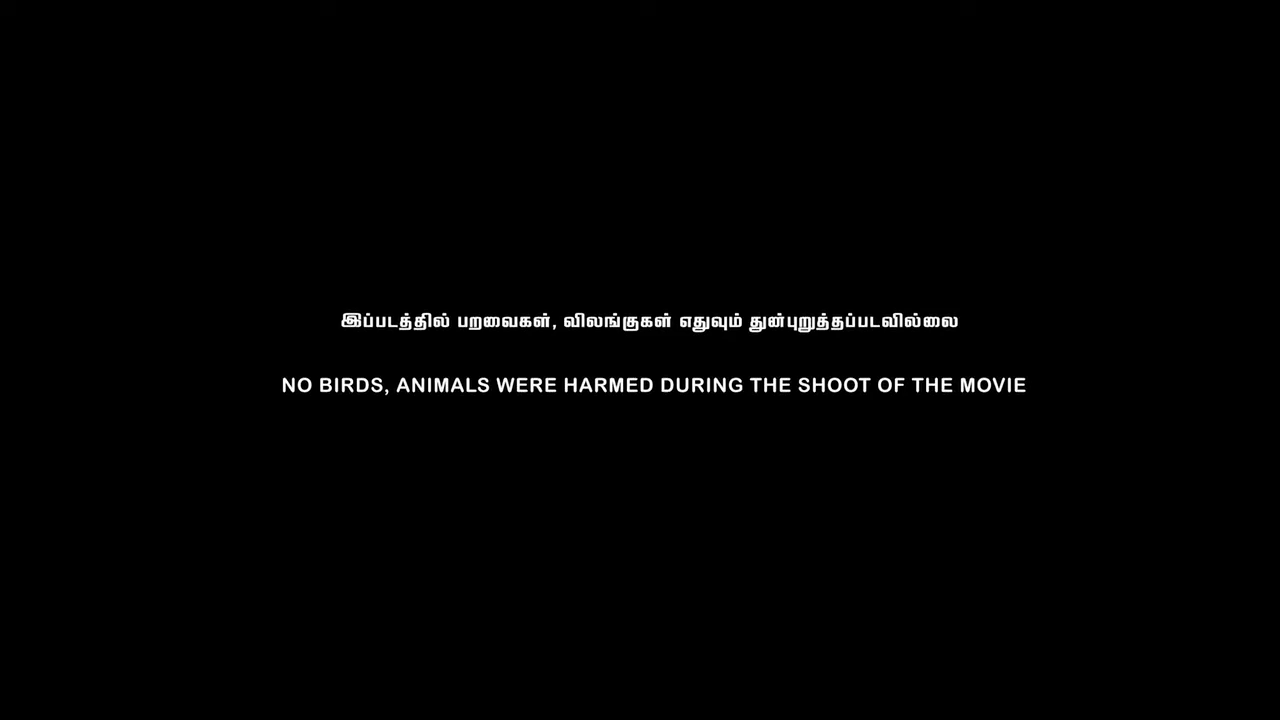 இப்படத்தில் பறவைகள், விலங்குகள் எதுவும் துன்புறுத்தப்படவில்லை
NO BIRDS, ANIMALS WERE HARMED DURING THE SHOOT OF THE MOVIE